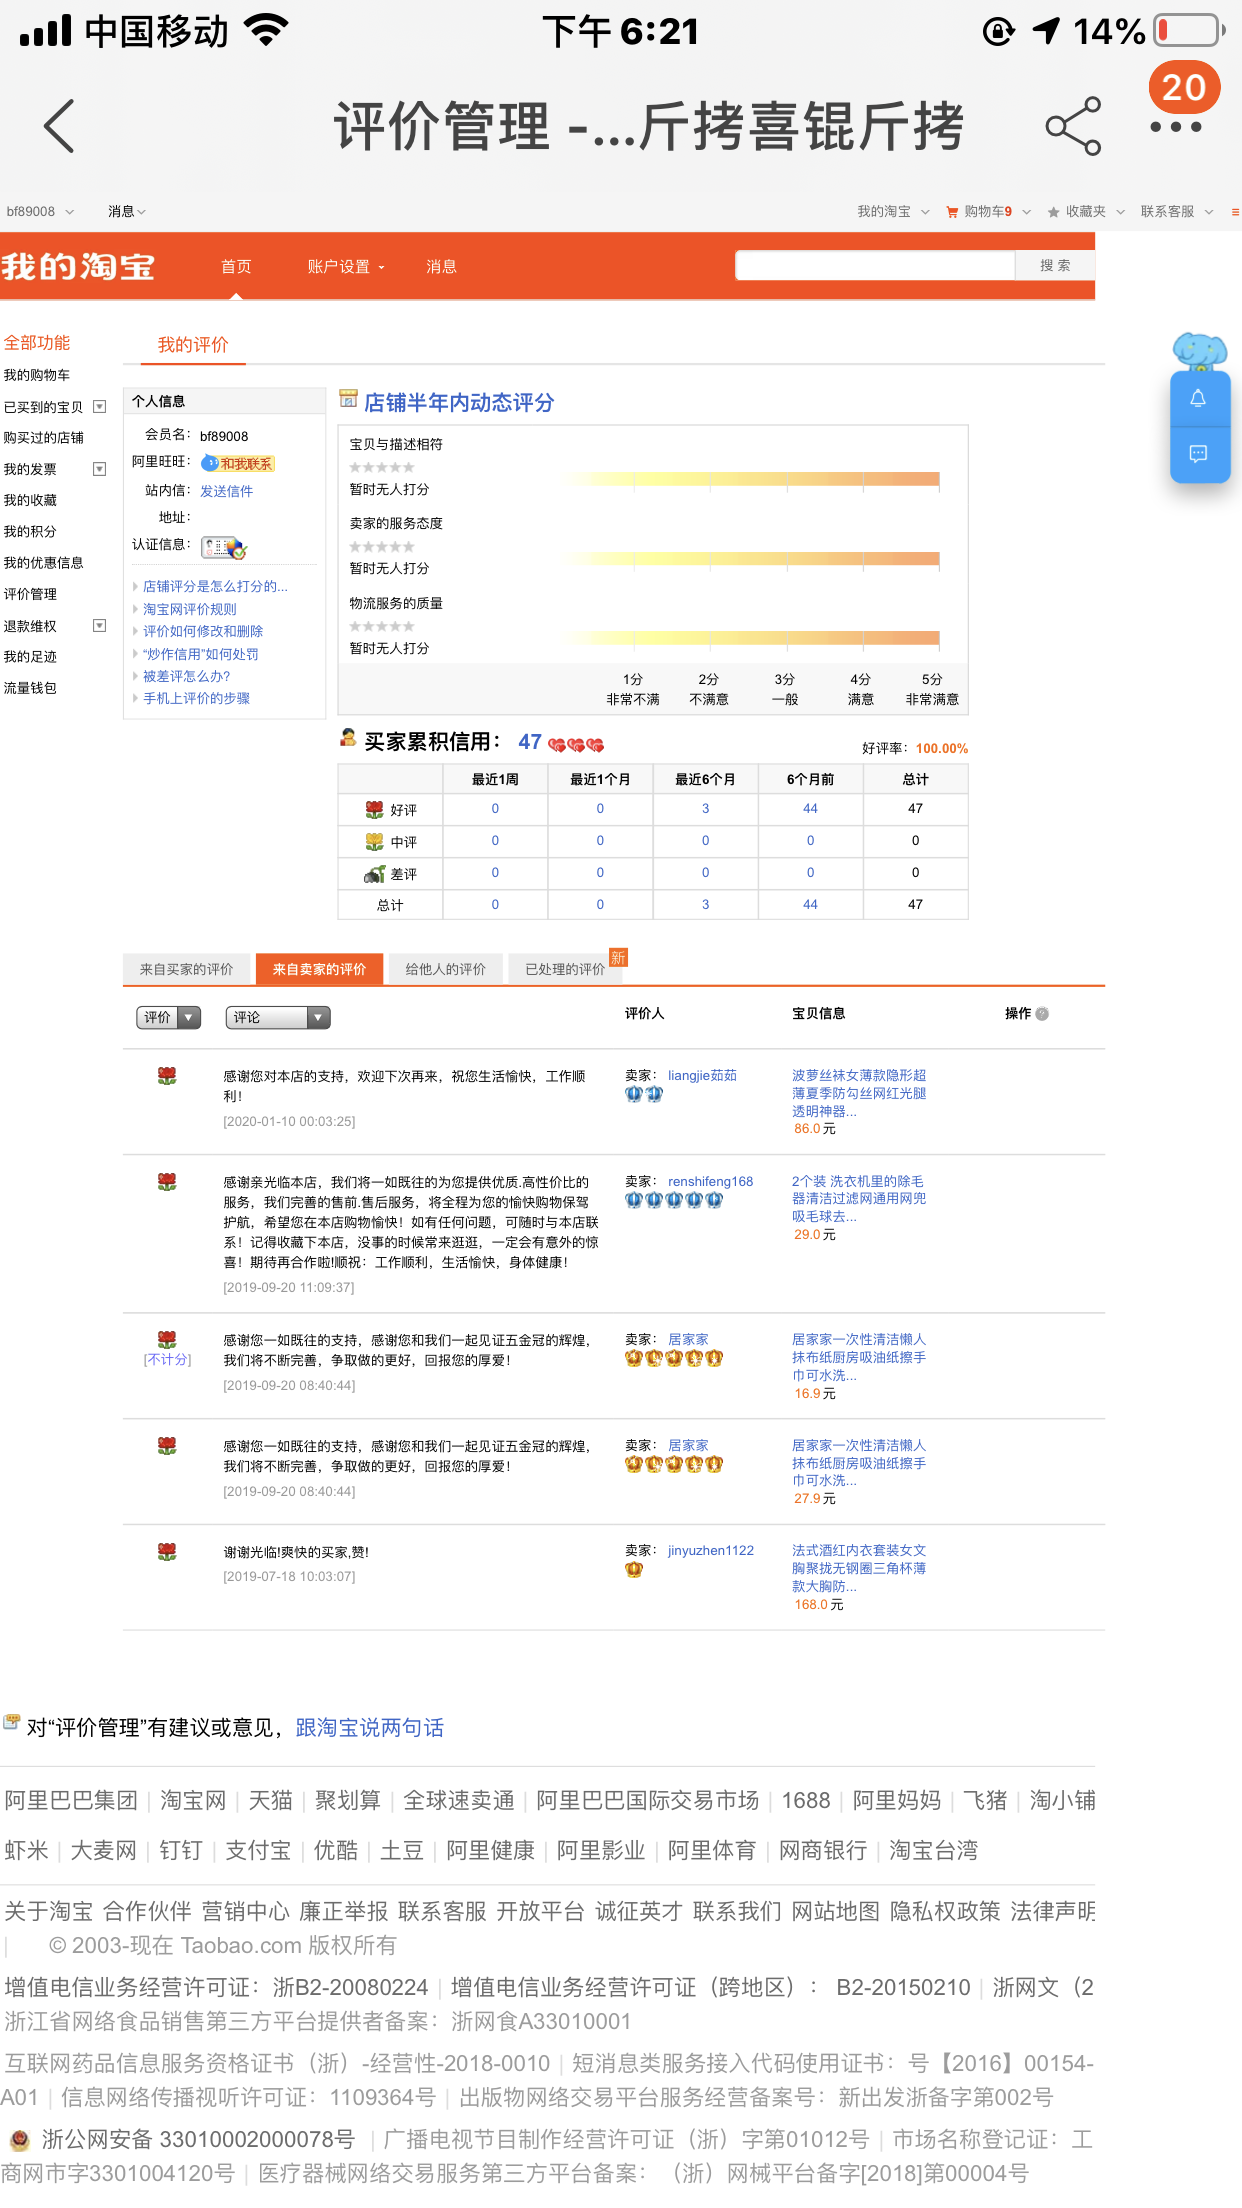 中国移动
下午 6:21
14%
评价管理 -...斤拷喜锟斤拷
20
bf89008
消息
我的淘宝
购物车9
收藏夹
联系客服
我的淘宝
首页
账户设置
消息
搜 索
全部功能
我的购物车
已买到的宝贝
购买过的店铺
我的发票
我的收藏
我的积分
我的优惠信息
评价管理
退款维权
我的足迹
流量钱包
我的评价
个人信息
会员名： bf89008
阿里旺旺： 和我联系
站内信： 发送信件
地址：
认证信息：
店铺评分是怎么打分的...
淘宝网评价规则
评价如何修改和删除
“炒作信用”如何处罚
被差评怎么办?
手机上评价的步骤
店铺半年内动态评分
宝贝与描述相符
暂时无人打分
卖家的服务态度
暂时无人打分
物流服务的质量
暂时无人打分
1分 2分 3分 4分 5分
非常不满 不满意 一般 满意 非常满意
买家累积信用： 47
好评率： 100.00%
最近1周 最近1个月 最近6个月 6个月前 总计
好评 0 0 3 44 47
中评 0 0 0 0 0
差评 0 0 0 0 0
总计 0 0 3 44 47
来自买家的评价 来自卖家的评价 给他人的评价 已处理的评价 新
评价 评论 评价人 宝贝信息 操作
感谢您对本店的支持，欢迎下次再来，祝您生活愉快，工作顺
利！
[2020-01-10 00:03:25]
卖家： liangjie茹茹
波萝丝袜女薄款隐形超
薄夏季防勾丝网红光腿
透明神器...
86.0 元
感谢亲光临本店，我们将一如既往的为您提供优质.高性价比的
服务，我们完善的售前.售后服务，将全程为您的愉快购物保驾
护航，希望您在本店购物愉快！如有任何问题，可随时与本店联
系！记得收藏下本店，没事的时候常来逛逛，一定会有意外的惊
喜！期待再合作啦!顺祝：工作顺利，生活愉快，身体健康！
[2019-09-20 11:09:37]
卖家： renshifeng168
2个装 洗衣机里的除毛
器清洁过滤网通用网兜
吸毛球去...
29.0 元
[不计分]
感谢您一如既往的支持，感谢您和我们一起见证五金冠的辉煌，
我们将不断完善，争取做的更好，回报您的厚爱！
[2019-09-20 08:40:44]
卖家： 居家家
居家家一次性清洁懒人
抹布纸厨房吸油纸擦手
巾可水洗...
16.9 元
感谢您一如既往的支持，感谢您和我们一起见证五金冠的辉煌，
我们将不断完善，争取做的更好，回报您的厚爱！
[2019-09-20 08:40:44]
卖家： 居家家
居家家一次性清洁懒人
抹布纸厨房吸油纸擦手
巾可水洗...
27.9 元
谢谢光临!爽快的买家,赞!
[2019-07-18 10:03:07]
卖家： jinyuzhen1122
法式酒红内衣套装女文
胸聚拢无钢圈三角杯薄
款大胸防...
168.0 元
对“评价管理”有建议或意见，跟淘宝说两句话
阿里巴巴集团 | 淘宝网 | 天猫 | 聚划算 | 全球速卖通 | 阿里巴巴国际交易市场 | 1688 | 阿里妈妈 | 飞猪 | 淘小铺
虾米 | 大麦网 | 钉钉 | 支付宝 | 优酷 | 土豆 | 阿里健康 | 阿里影业 | 阿里体育 | 网商银行 | 淘宝台湾
关于淘宝 合作伙伴 营销中心 廉正举报 联系客服 开放平台 诚征英才 联系我们 网站地图 隐私权政策 法律声明
| © 2003-现在 Taobao.com 版权所有
增值电信业务经营许可证：浙B2-20080224 | 增值电信业务经营许可证（跨地区）： B2-20150210 | 浙网文（2
浙江省网络食品销售第三方平台提供者备案：浙网食A33010001
互联网药品信息服务资格证书（浙）-经营性-2018-0010 | 短消息类服务接入代码使用证书：号【2016】00154-
A01 | 信息网络传播视听许可证：1109364号 | 出版物网络交易平台服务经营备案号：新出发浙备字第002号
浙公网安备 33010002000078号 | 广播电视节目制作经营许可证（浙）字第01012号 | 市场名称登记证：工
商网市字3301004120号 | 医疗器械网络交易服务第三方平台备案：（浙）网械平台备字[2018]第00004号